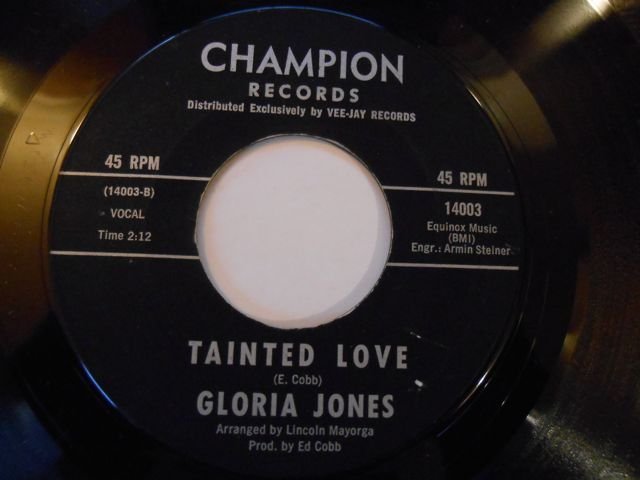 CHAMPION
RECORDS
Distributed Exclusively by VEE-JAY RECORDS
45 RPM
(14003-B)
VOCAL
Time 2:12
45 RPM
14003
Equinox Music
(BMI)
Engr.: Armin Steiner
TAINTED LOVE
(E. Cobb)
GLORIA JONES
Arranged by Lincoln Mayorga
Prod. by Ed Cobb